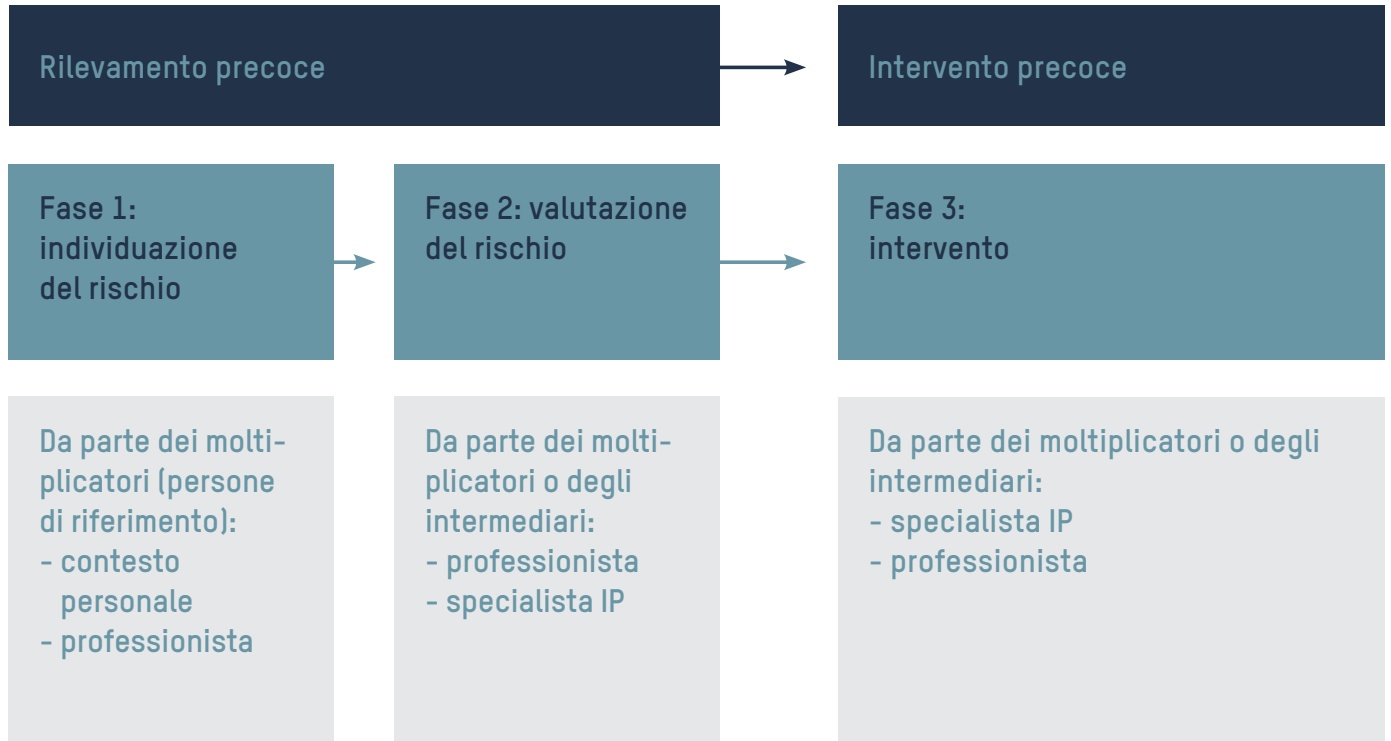 Rilevamento precoce
Intervento precoce
Fase 1:
individuazione
del rischio
Fase 2: valutazione
del rischio
Fase 3:
intervento
Da parte dei molti-
plicatori (persone
di riferimento):
- contesto
personale
- professionista
Da parte dei molti-
plicatori o degli
intermediari:
- professionista
- specialista IP
Da parte dei moltiplicatori o degli
intermediari:
- specialista IP
- professionista